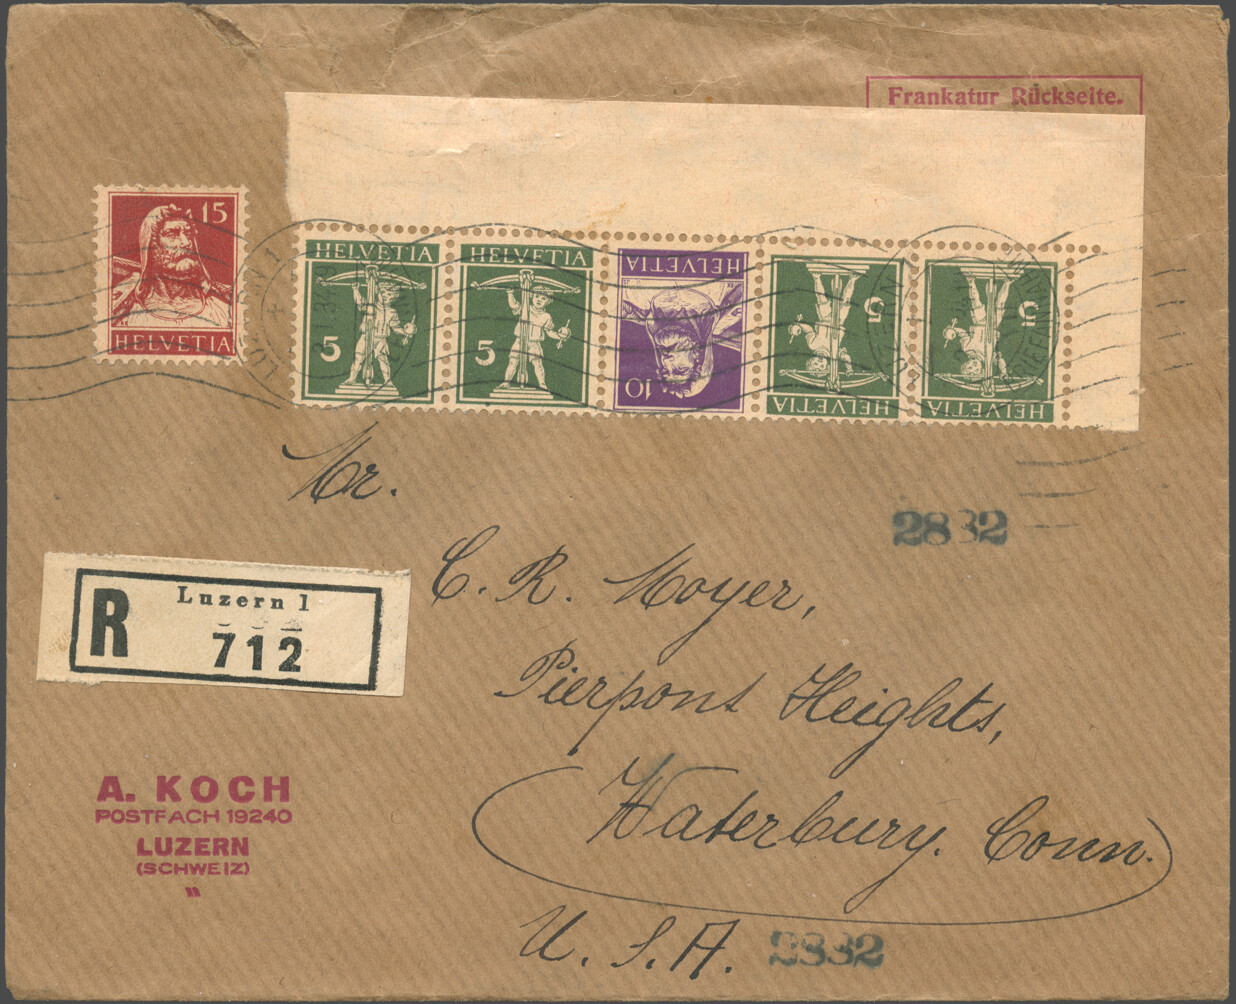 Frankatur Rückseite.
15
HELVETIA
HELVETIA
5
HELVETIA
5
HELVETIA
10
HELVETIA
5
HELVETIA
5
Mr.
2832
C. R. Moyer,
R
Luzern 1
712
Pierpont Heights,
Waterbury. Conn.
A. KOCH
POSTFACH 19240
LUZERN
(SCHWEIZ)
U. S. A.
2832